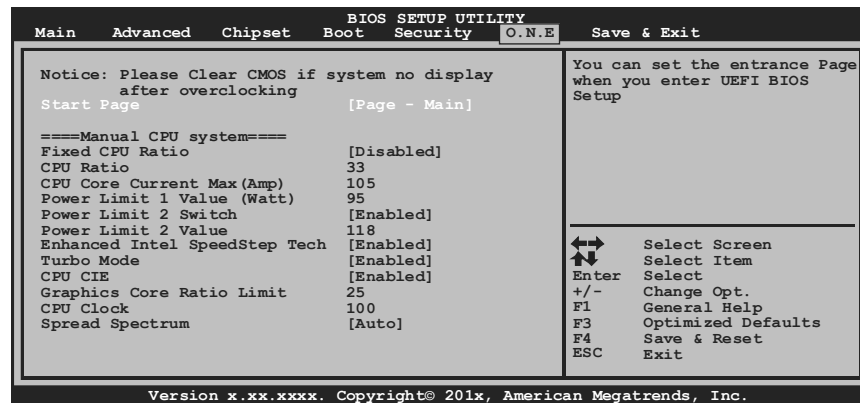 BIOS SETUP UTILITY
Main Advanced Chipset Boot Security O.N.E Save & Exit
Notice: Please Clear CMOS if system no display
after overclocking
Start Page [Page - Main]
====Manual CPU system====
Fixed CPU Ratio [Disabled]
CPU Ratio 33
CPU Core Current Max(Amp) 105
Power Limit 1 Value (Watt) 95
Power Limit 2 Switch [Enabled]
Power Limit 2 Value 118
Enhanced Intel SpeedStep Tech [Enabled]
Turbo Mode [Enabled]
CPU CIE [Enabled]
Graphics Core Ratio Limit 25
CPU Clock 100
Spread Spectrum [Auto]
You can set the entrance Page
when you enter UEFI BIOS
Setup
Select Screen
Select Item
Enter Select
+/- Change Opt.
F1 General Help
F3 Optimized Defaults
F4 Save & Reset
ESC Exit
Version x.xx.xxxx. Copyright© 201x, American Megatrends, Inc.